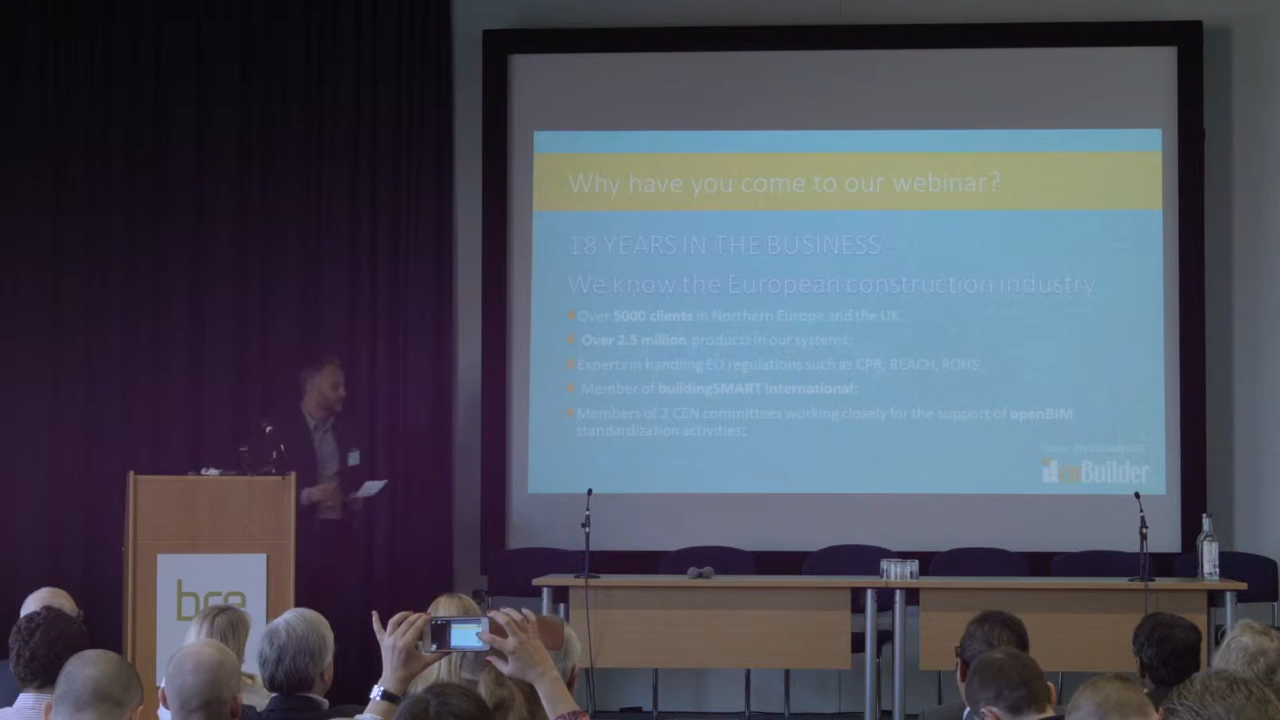 Why have you come to our webinar?
18 YEARS IN THE BUSINESS -
We know the European construction industry
Over 5000 clients in Northern Europe and the UK
Over 2.5 million products in our systems;
Experts in handling EU regulations such as CPR, REACH, ROHS;
Member of buildingSMART International;
Members of 2 CEN committees working closely for the support of openBIM
standardization activities;
Builder
bre